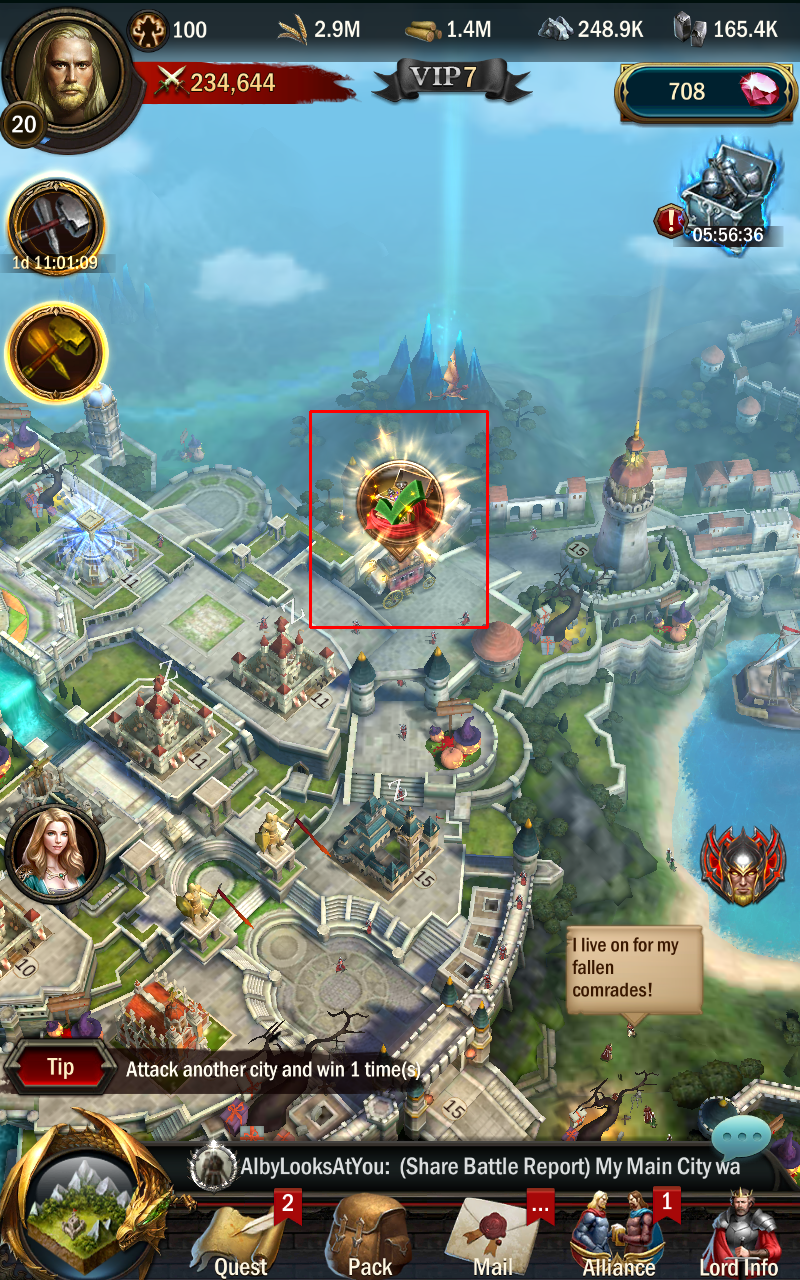 100
2.9M
1.4M
248.9K
165.4K
234,644
VIP 7
708
20
05:56:36
1d 11:01:09
15
11
11
11
15
10
I live on for my
fallen
comrades!
Tip
Attack another city and win 1 time(s)
15
AlbyLooksAtYou: (Share Battle Report) My Main City wa
2
...
1
Quest
Pack
Mail
Alliance
Lord Info